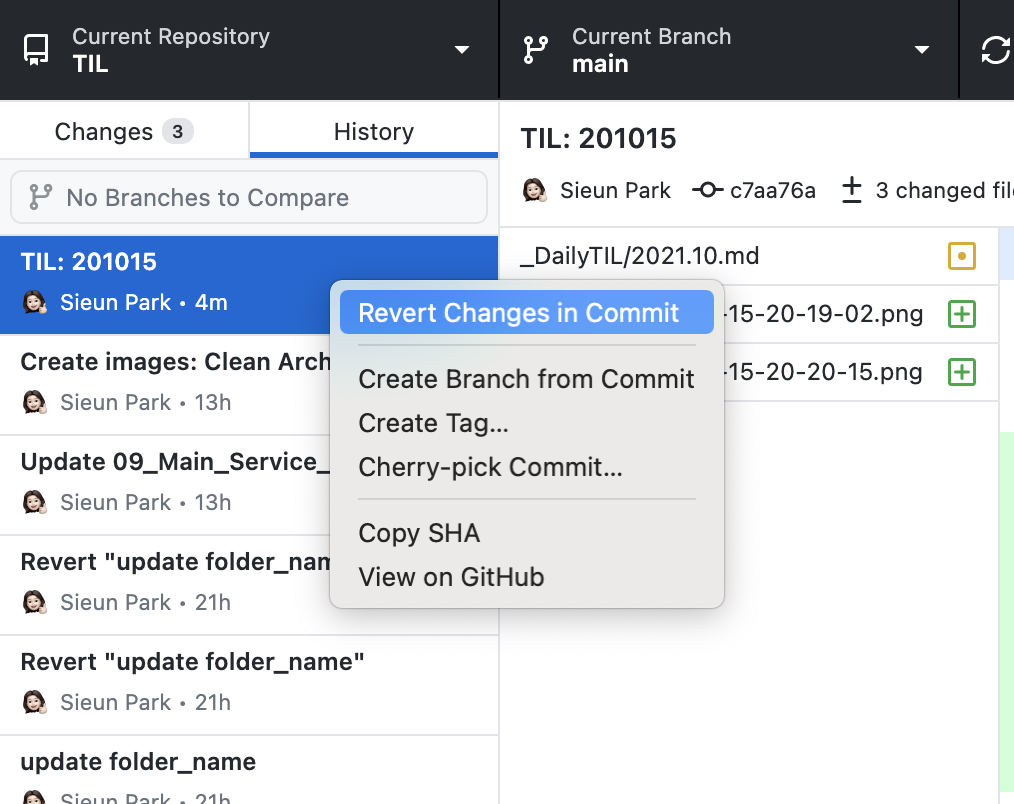 Current Repository
TIL
Current Branch
main
Changes 3
History
No Branches to Compare
TIL: 201015
Sieun Park • 4m
Create images: Clean Arch
Sieun Park • 13h
Update 09_Main_Service_
Sieun Park • 13h
Revert "update folder_nam
Sieun Park • 21h
Revert "update folder_name"
Sieun Park • 21h
update folder_name
Sieun Park • 21h
TIL: 201015
Sieun Park c7aa76a 3 changed file
_DailyTIL/2021.10.md
-15-20-19-02.png
-15-20-20-15.png
Revert Changes in Commit
Create Branch from Commit
Create Tag...
Cherry-pick Commit...
Copy SHA
View on GitHub